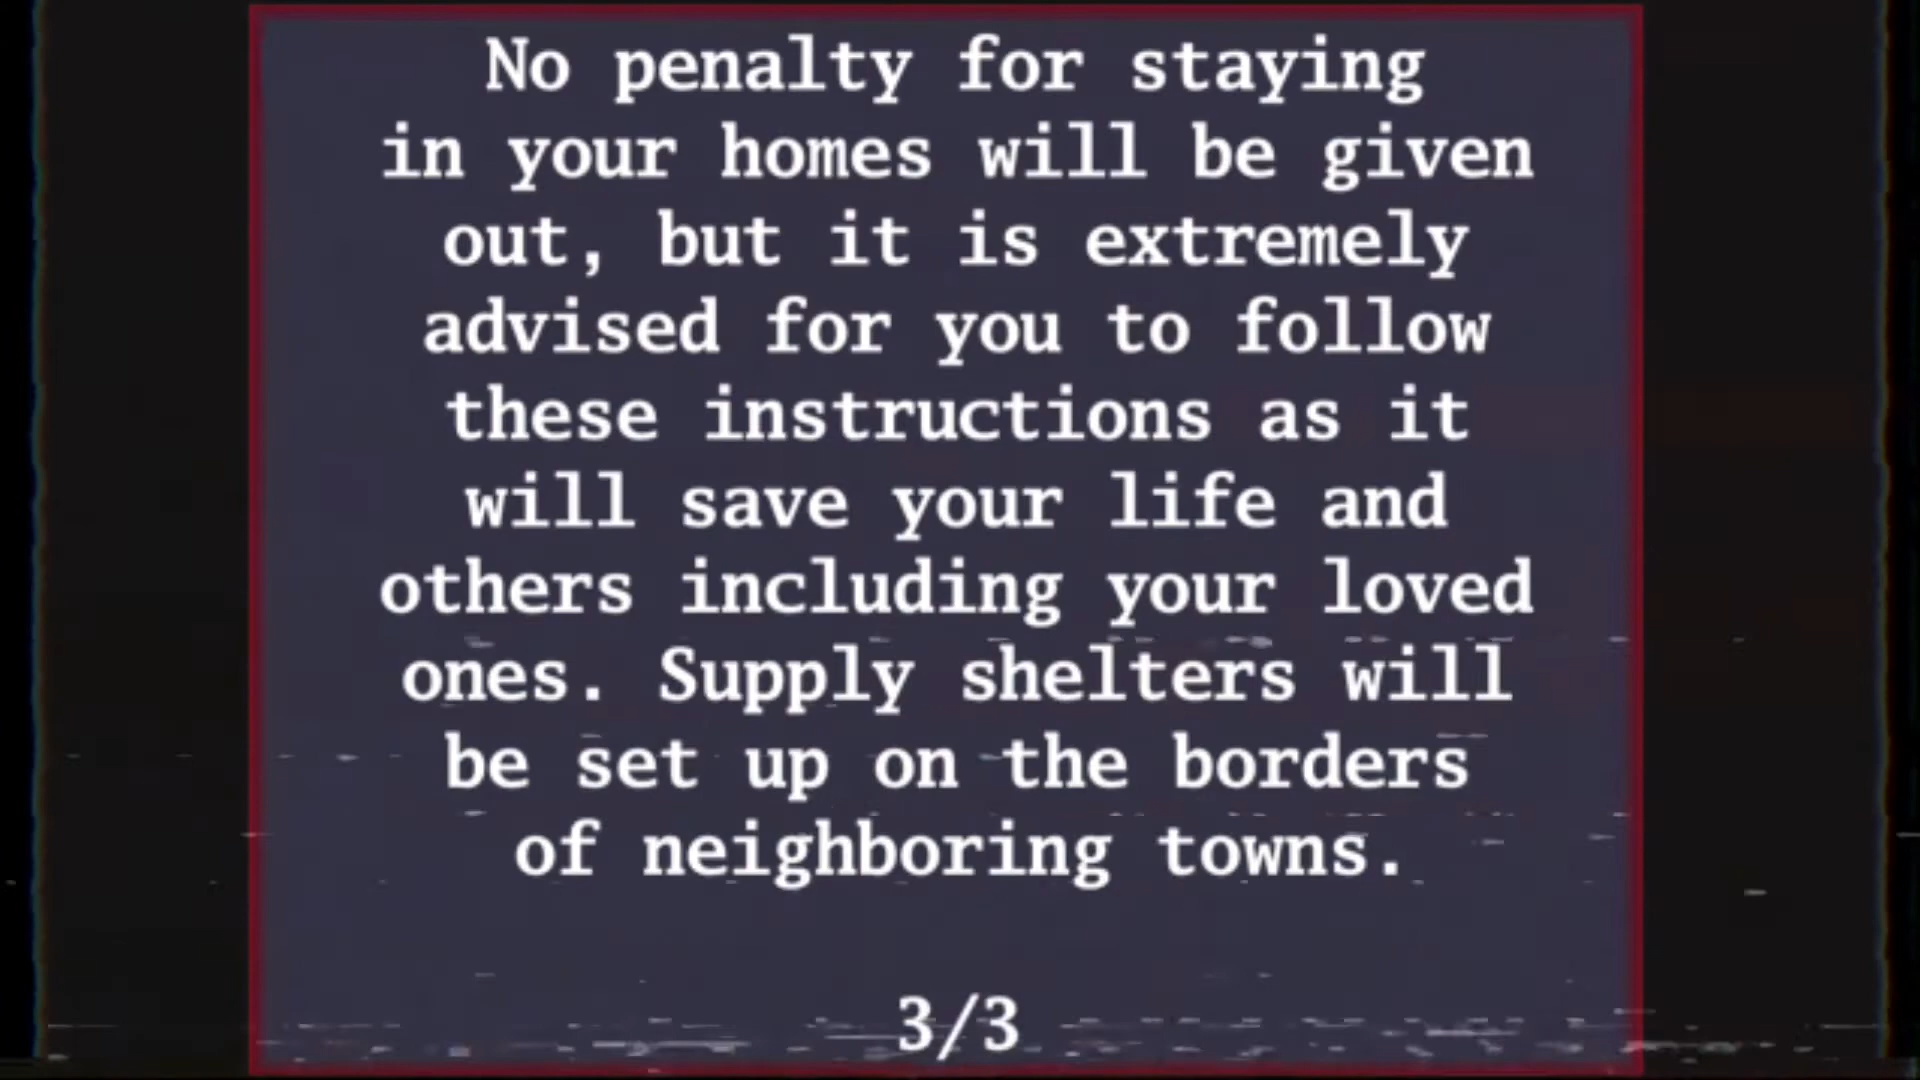 No penalty for staying
in your homes will be given
out, but it is extremely
advised for you to follow
these instructions as it
will save your life and
others including your loved
ones. Supply shelters will
be set up on the borders
of neighboring towns.
3/3